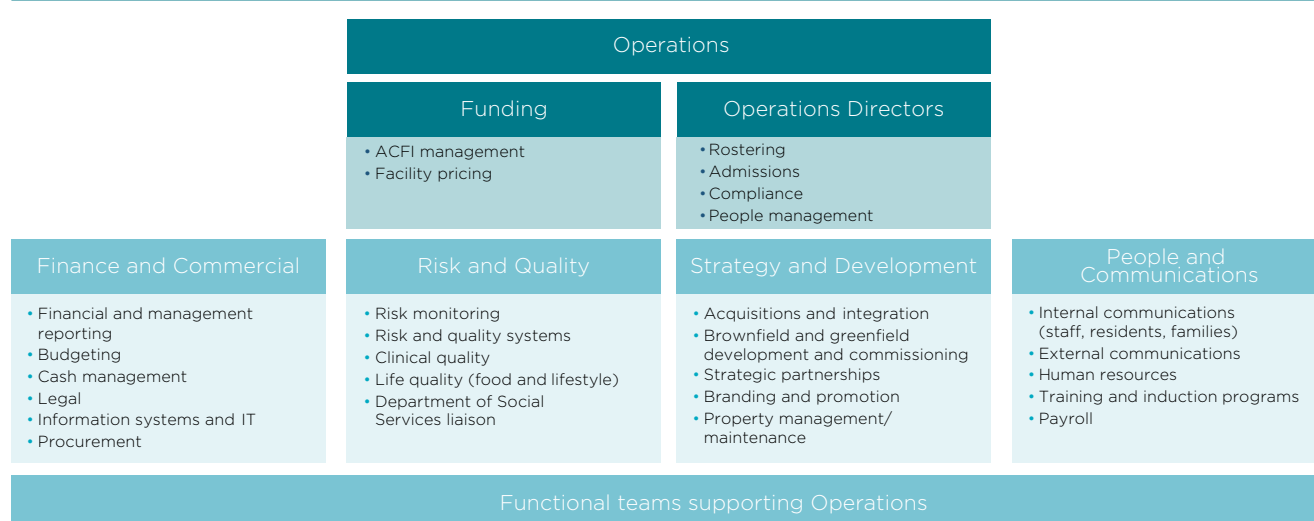 Operations
Funding
• ACFI management
• Facility pricing
Operations Directors
• Rostering
• Admissions
• Compliance
• People management
Finance and Commercial
• Financial and management
reporting
• Budgeting
• Cash management
• Legal
• Information systems and IT
• Procurement
Risk and Quality
• Risk monitoring
• Risk and quality systems
• Clinical quality
• Life quality (food and lifestyle)
• Department of Social
Services liaison
Strategy and Development
• Acquisitions and integration
• Brownfield and greenfield
development and commissioning
• Strategic partnerships
• Branding and promotion
• Property management/
maintenance
People and
Communications
• Internal communications
(staff, residents, families)
• External communications
• Human resources
• Training and induction programs
• Payroll
Functional teams supporting Operations